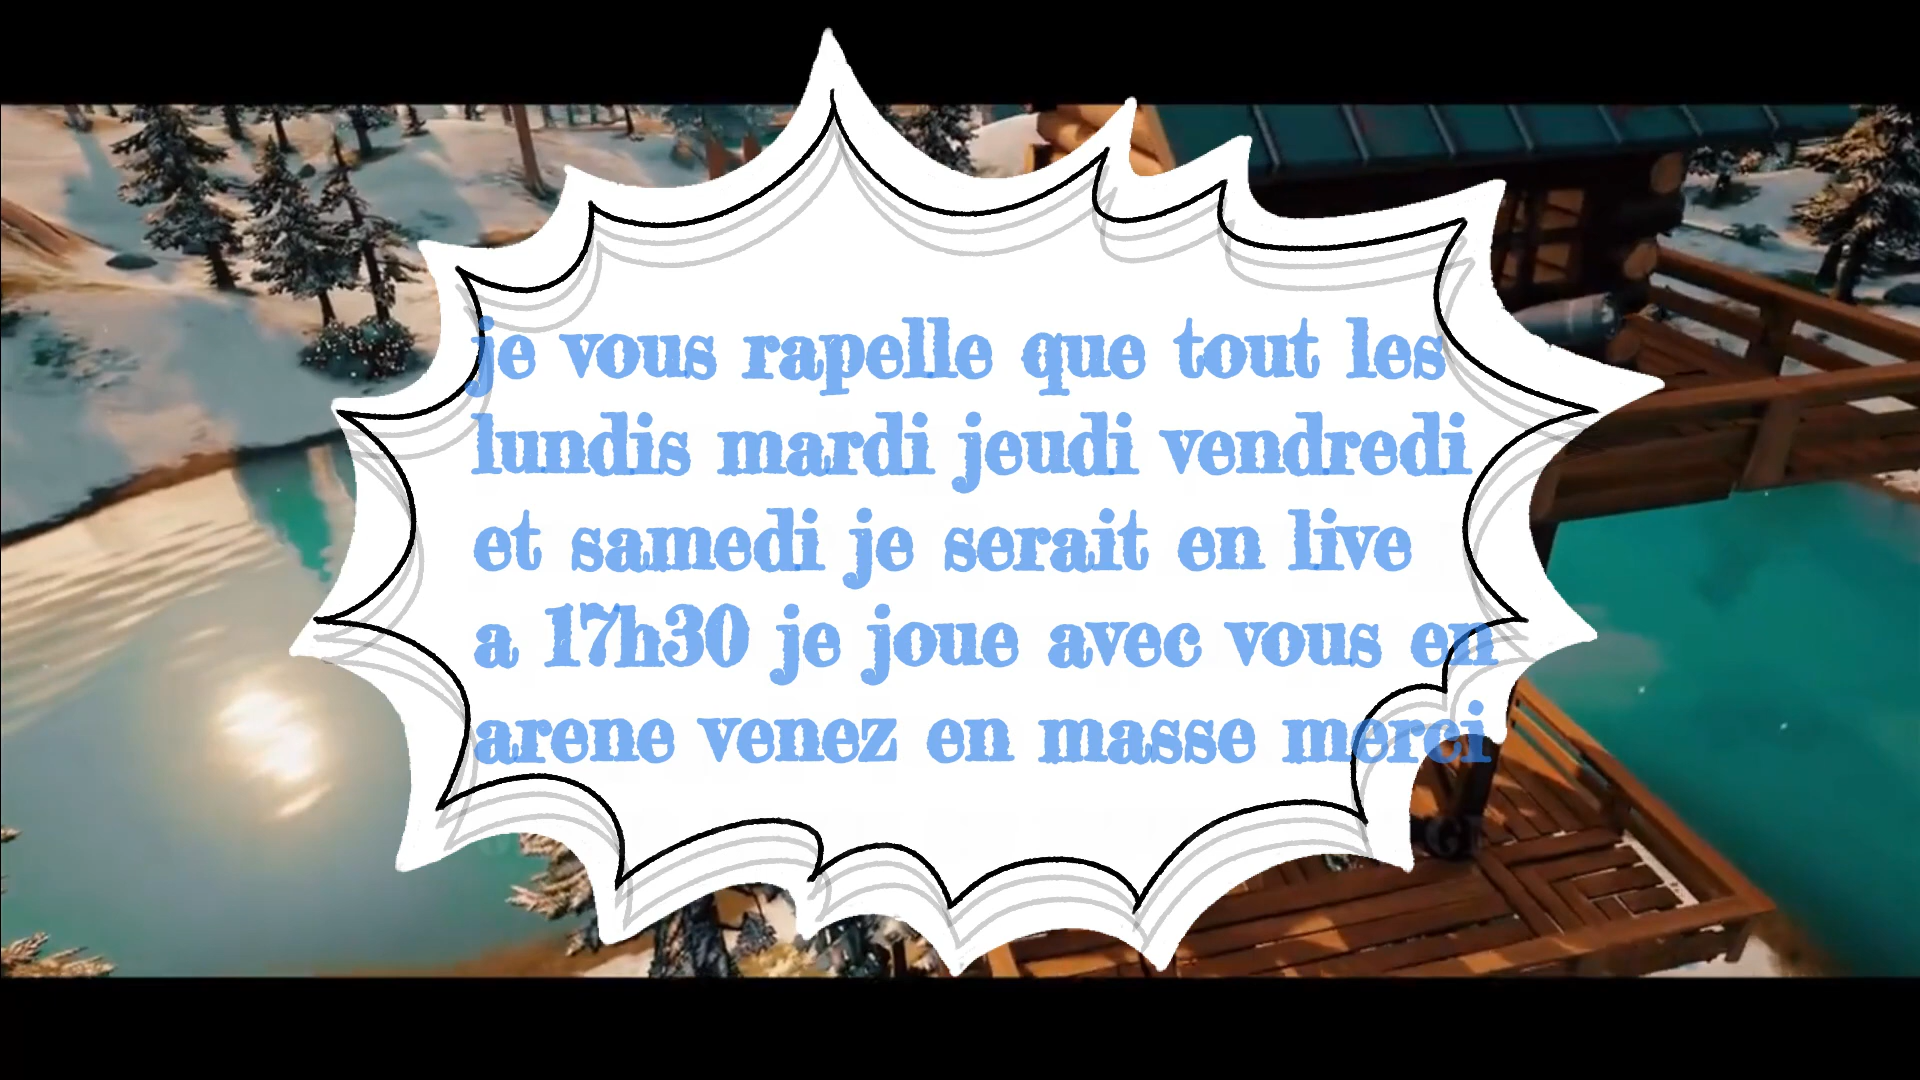 je vous rapelle que tout les
lundis mardi jeudi vendredi
et samedi je serait en live
a 17h30 je joue avec vous en
arene venez en masse merci